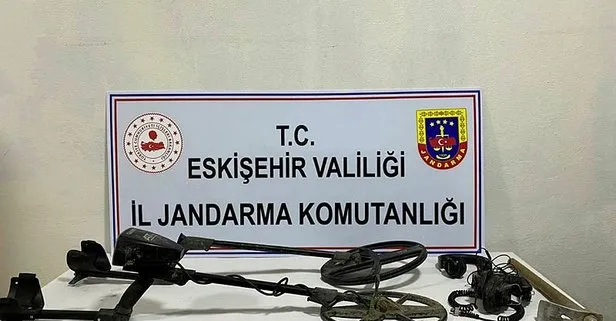 T.C.
ESKİŞEHİR VALİLİĞİ
İL JANDARMA KOMUTANLIĞI
JANDARMA